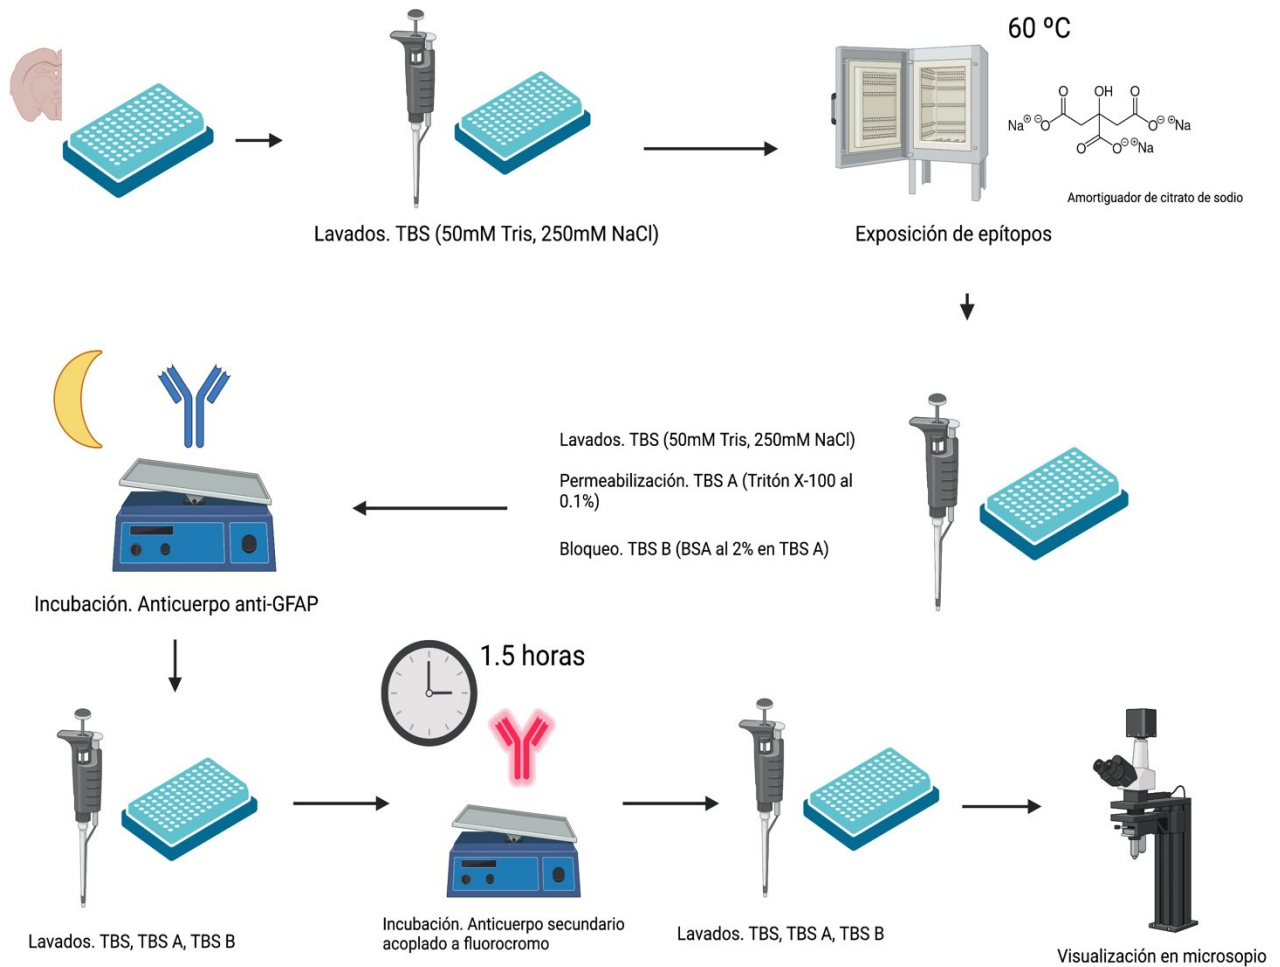 60 ºC
O
OH
O
Na⊕⊖O
O⊖⊕Na
O
O⊖⊕Na
Amortiguador de citrato de sodio
Lavados. TBS (50mM Tris, 250mM NaCl)
Exposición de epítopos
Lavados. TBS (50mM Tris, 250mM NaCl)
Permeabilización. TBS A (Tritón X-100 al
0.1%)
Bloqueo. TBS B (BSA al 2% en TBS A)
Incubación. Anticuerpo anti-GFAP
1.5 horas
Lavados. TBS, TBS A, TBS B
Incubación. Anticuerpo secundario
acoplado a fluorocromo
Lavados. TBS, TBS A, TBS B
Visualización en microsopio